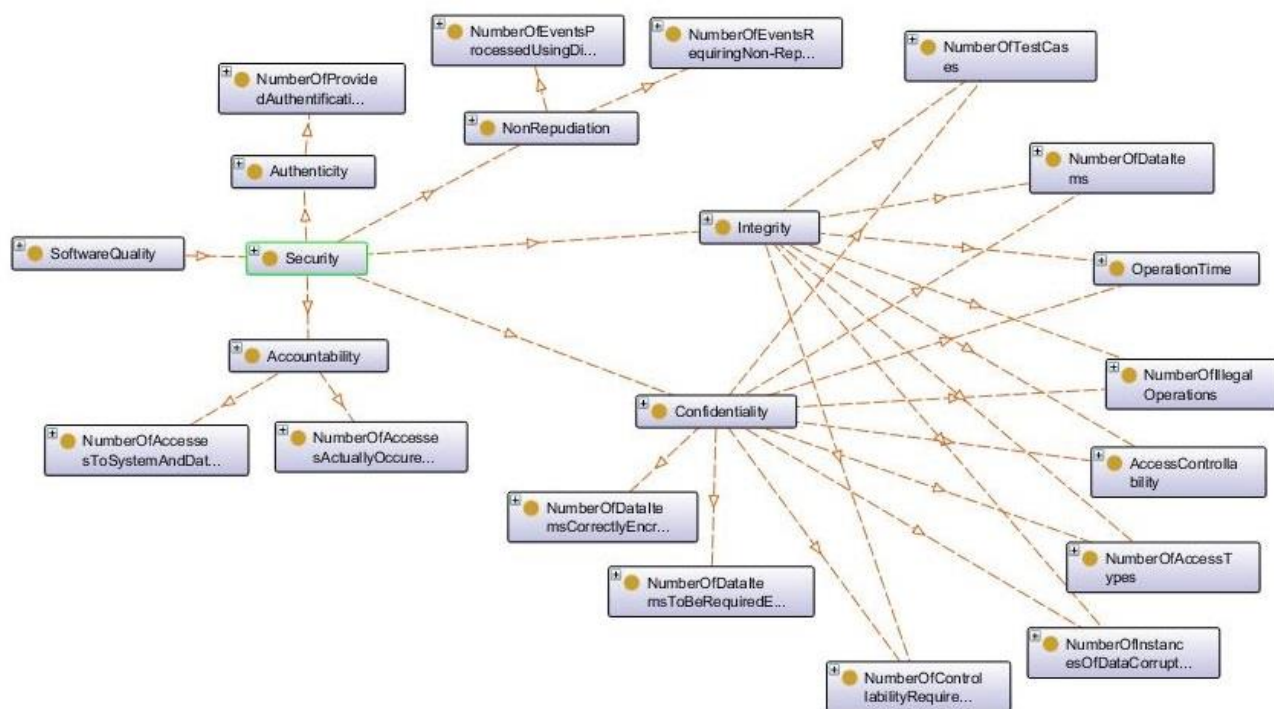 NumberOfEventsP
rocessedUsingDi...
NumberOfEventsR
equiringNon-Rep...
NumberOfTestCas
es
NumberOfProvide
dAuthentificati...
NonRepudiation
NumberOfDataIte
ms
Authenticity
Integrity
SoftwareQuality
Security
OperationTime
Accountability
NumberOfIllegal
Operations
Confidentiality
NumberOfAccesse
sToSystemAndDat...
NumberOfAccesse
sActuallyOccure...
AccessControlla
bility
NumberOfDataIte
msCorrectlyEncr...
NumberOfAccessT
ypes
NumberOfDataIte
msToBeRequiredE...
NumberOfInstanc
esOfDataCorrupt...
NumberOfControl
labilityRequire...